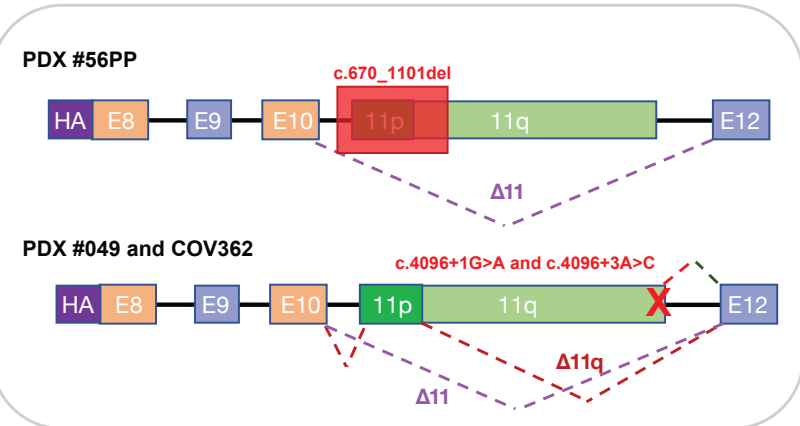 PDX #56PP
c.670_1101del
HA E8 E9 E10 11p 11q E12
Δ11
PDX #049 and COV362
c.4096+1G>A and c.4096+3A>C
HA E8 E9 E10 11p 11q X E12
Δ11q
Δ11